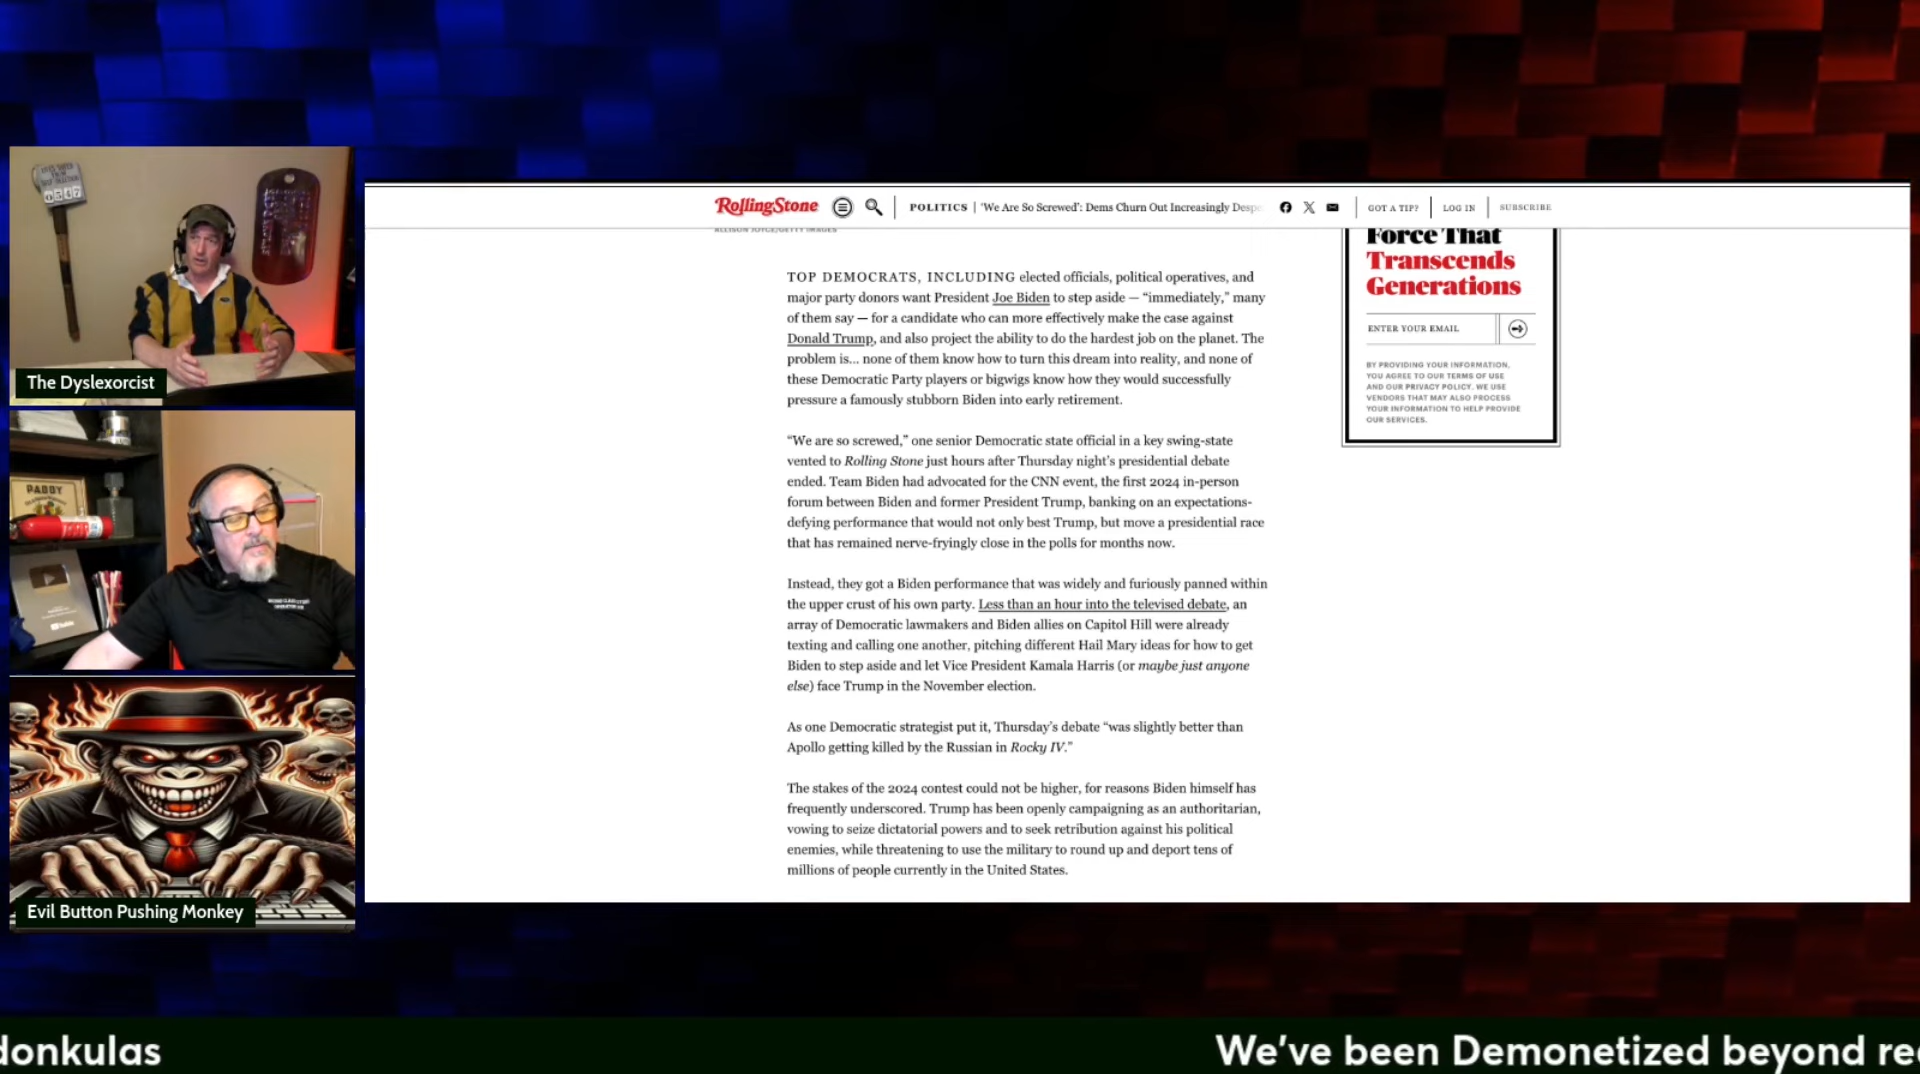 RollingStone
POLITICS | 'We Are So Screwed': Dems Churn Out Increasingly Despe
GOT A TIP?
LOG IN
SUBSCRIBE
ALLISON JOYCE/GETTY IMAGES
TOP DEMOCRATS, INCLUDING elected officials, political operatives, and
major party donors want President Joe Biden to step aside — “immediately,” many
of them say — for a candidate who can more effectively make the case against
Donald Trump, and also project the ability to do the hardest job on the planet. The
problem is... none of them know how to turn this dream into reality, and none of
these Democratic Party players or bigwigs know how they would successfully
pressure a famously stubborn Biden into early retirement.
“We are so screwed,” one senior Democratic state official in a key swing-state
vented to Rolling Stone just hours after Thursday night’s presidential debate
ended. Team Biden had advocated for the CNN event, the first 2024 in-person
forum between Biden and former President Trump, banking on an expectations-
defying performance that would not only best Trump, but move a presidential race
that has remained nerve-fryingly close in the polls for months now.
Instead, they got a Biden performance that was widely and furiously panned within
the upper crust of his own party. Less than an hour into the televised debate, an
array of Democratic lawmakers and Biden allies on Capitol Hill were already
texting and calling one another, pitching different Hail Mary ideas for how to get
Biden to step aside and let Vice President Kamala Harris (or maybe just anyone
else) face Trump in the November election.
As one Democratic strategist put it, Thursday’s debate “was slightly better than
Apollo getting killed by the Russian in Rocky IV.”
The stakes of the 2024 contest could not be higher, for reasons Biden himself has
frequently underscored. Trump has been openly campaigning as an authoritarian,
vowing to seize dictatorial powers and to seek retribution against his political
enemies, while threatening to use the military to round up and deport tens of
millions of people currently in the United States.
Force That
Transcends
Generations
ENTER YOUR EMAIL
BY PROVIDING YOUR INFORMATION,
YOU AGREE TO OUR TERMS OF USE
AND OUR PRIVACY POLICY. WE USE
VENDORS THAT MAY ALSO PROCESS
YOUR INFORMATION TO HELP PROVIDE
OUR SERVICES.
0547
The Dyslexorcist
PABBY
YouTube
Evil Button Pushing Monkey
donkulas
We’ve been Demonetized beyond re